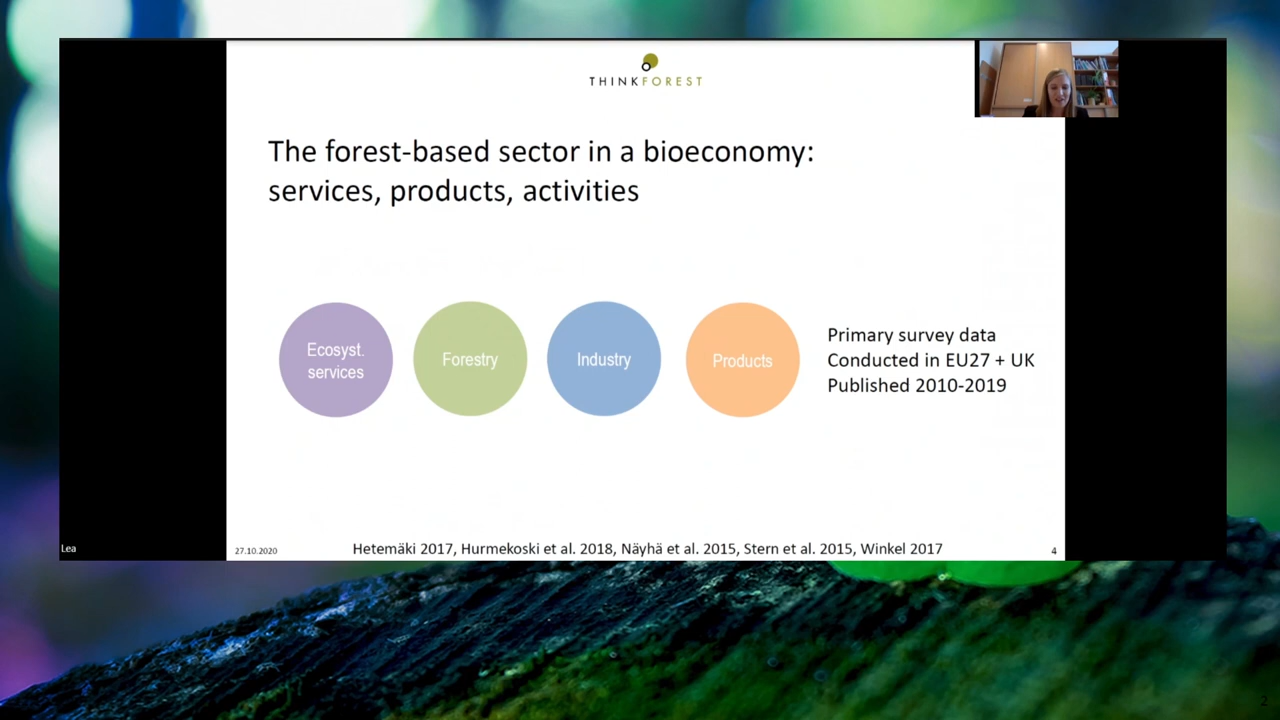 THINKFOREST
The forest-based sector in a bioeconomy:
services, products, activities
Ecosyst.
services
Forestry
Industry
Products
Primary survey data
Conducted in EU27 + UK
Published 2010-2019
Lea
27.10.2020
Hetemäki 2017, Hurmekoski et al. 2018, Näyhä et al. 2015, Stern et al. 2015, Winkel 2017
4
2